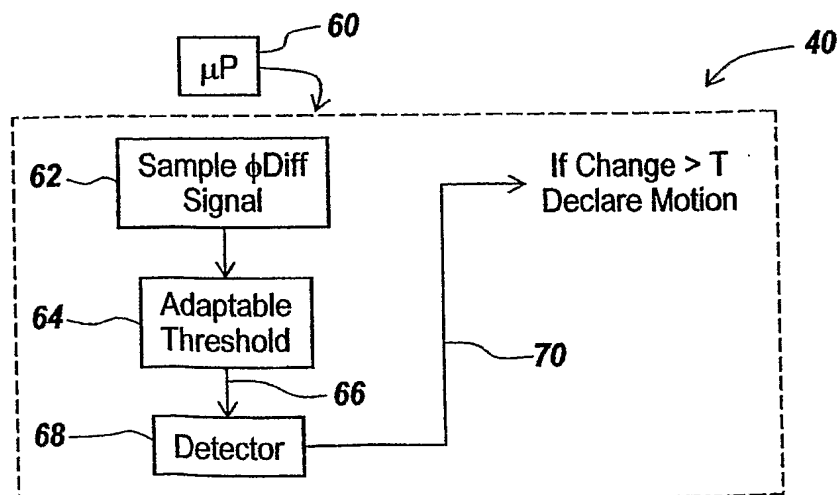 60
40
μP
62
Sample ϕDiff
Signal
If Change > T
Declare Motion
64
Adaptable
Threshold
66
70
68
Detector